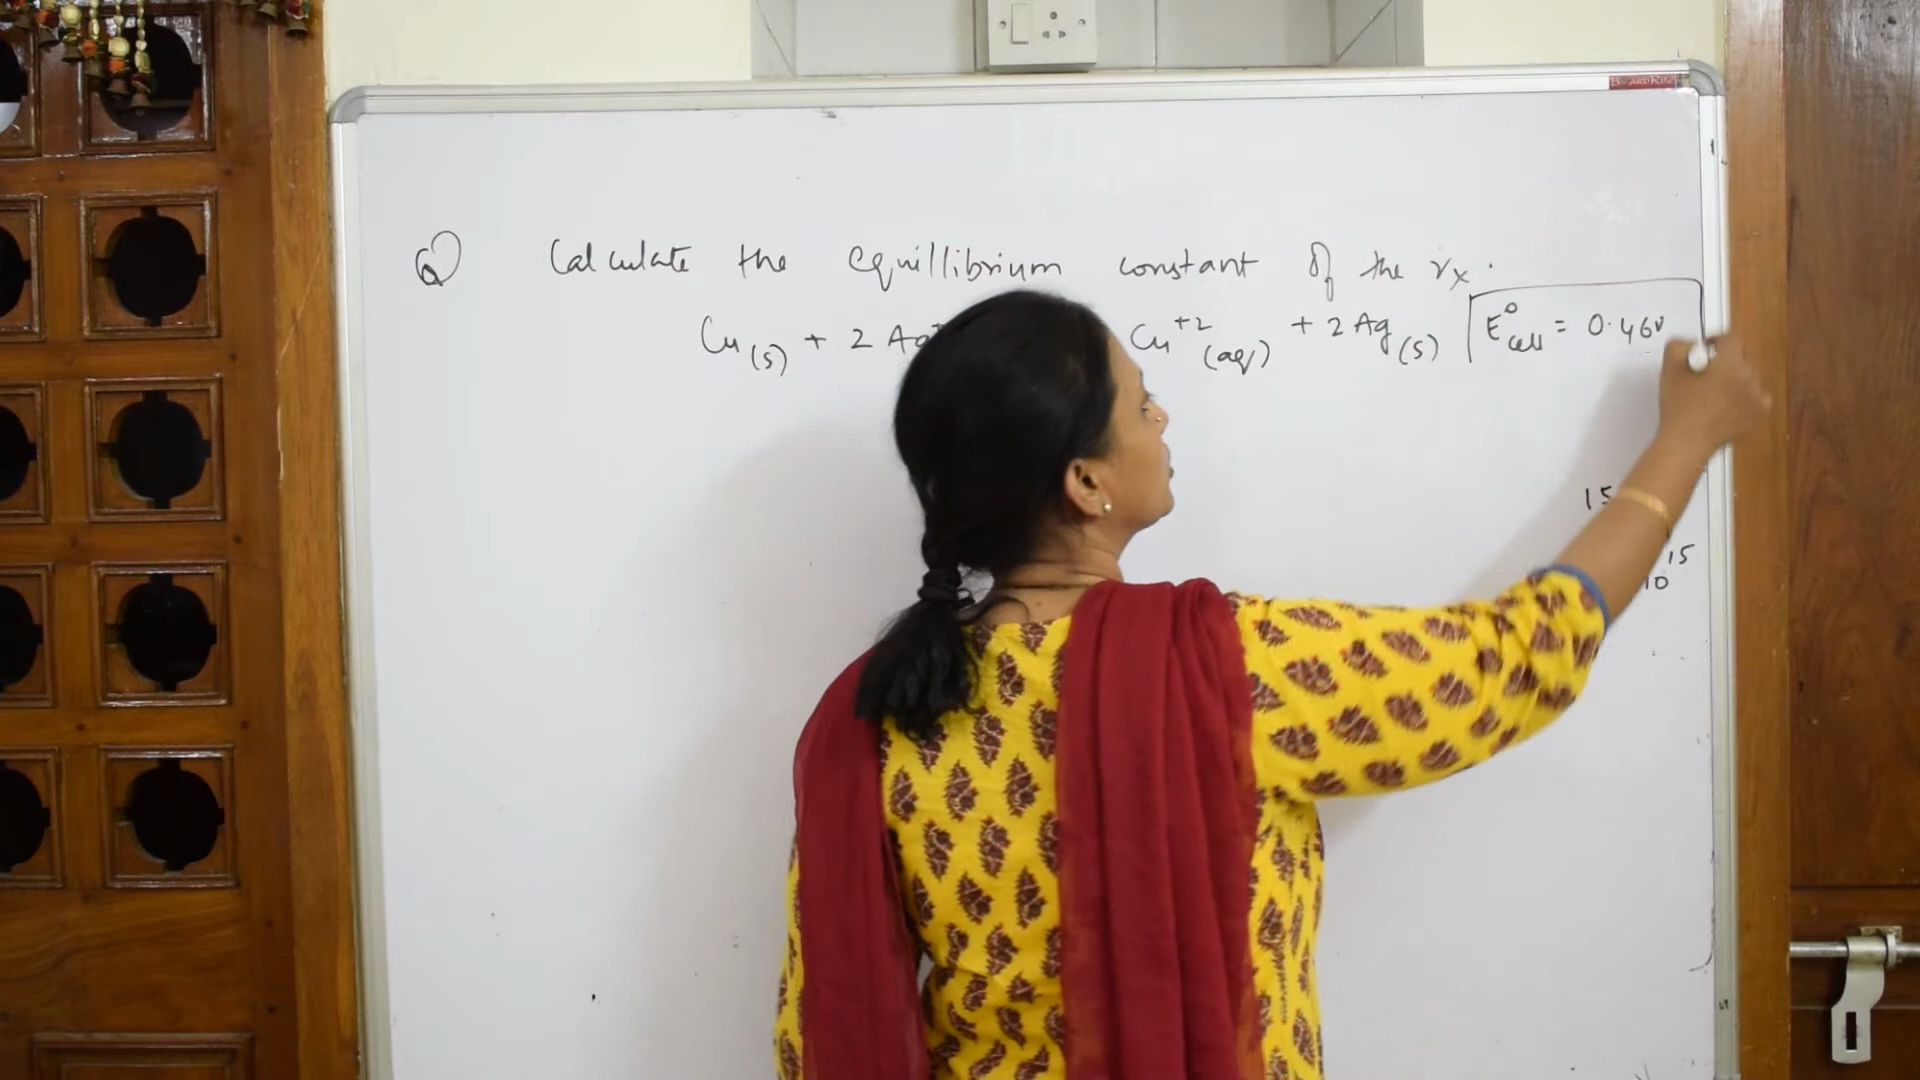 Q Calculate the equillibrium constant of the rx.
Cu(s) + 2 Ag+ Cu+2(aq) + 2 Ag(s) E°cell = 0.46V
15
15
10